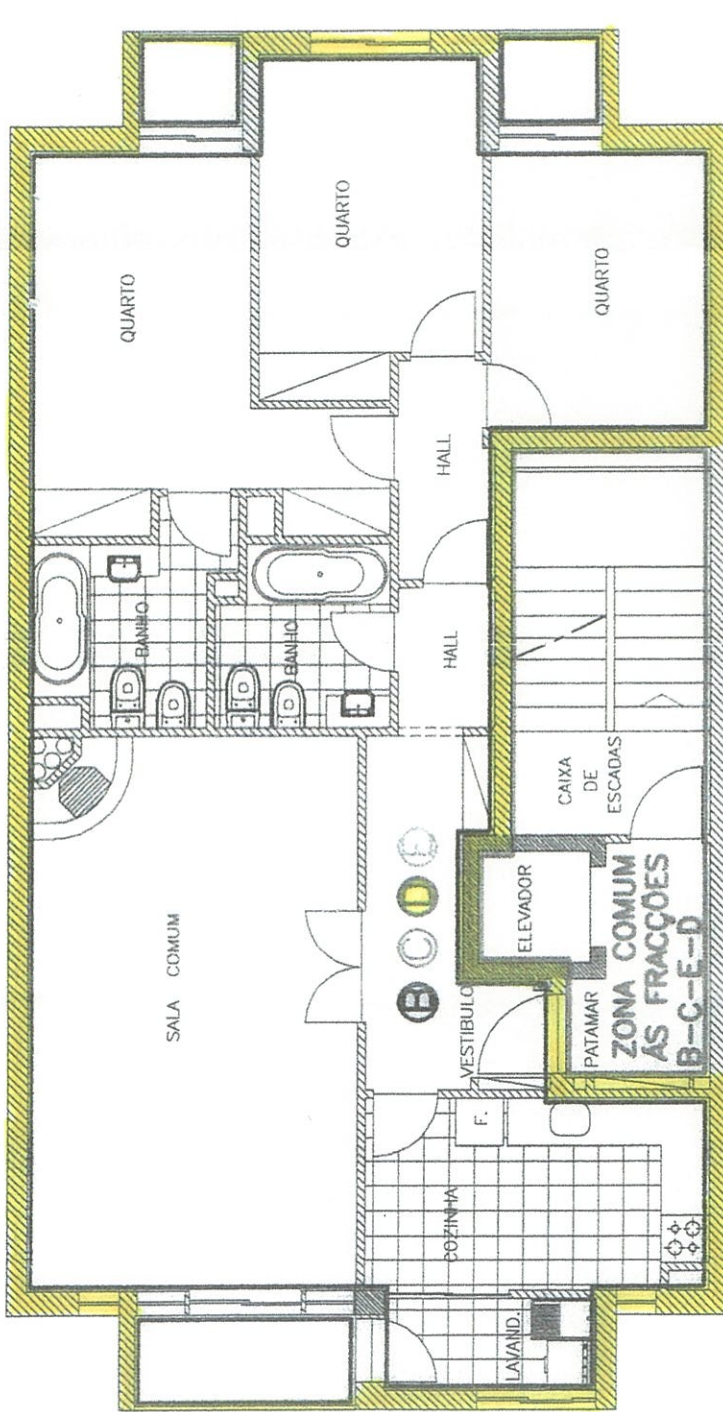 QUARTO
QUARTO
QUARTO
HALL
BANHO
BANHO
HALL
CAIXA
DE
ESCADAS
SALA COMUM
B C D E
ELEVADOR
VESTIBULO
PATAMAR
ZONA COMUM
ÁS FRACÇÕES
B-C-E-D
F.
COZINHA
LAVAND.